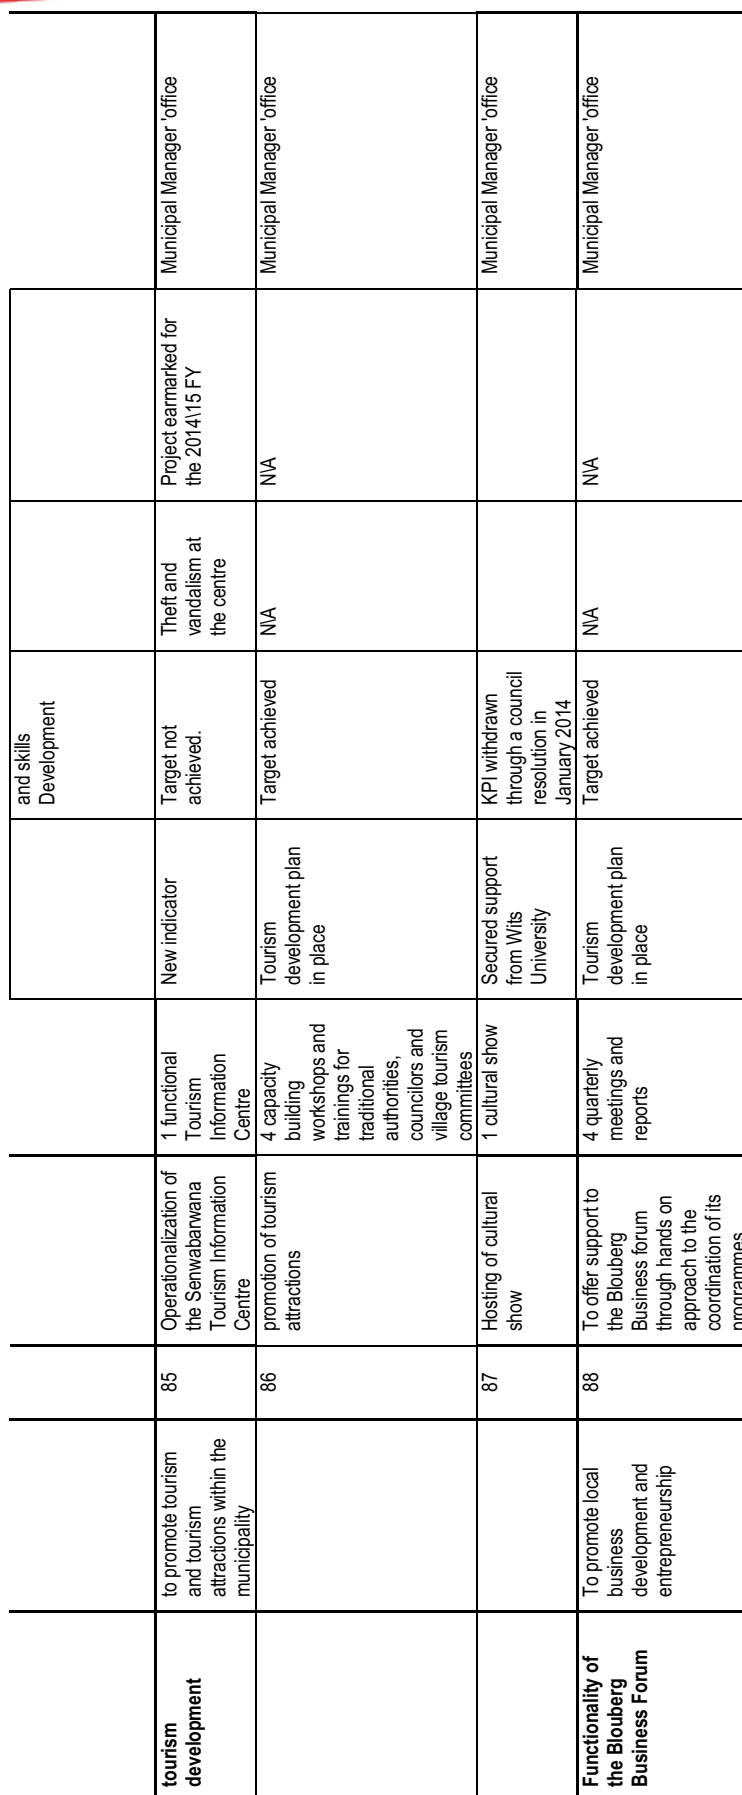 and skills
Development
tourism
development
to promote tourism
and tourism
attractions within the
municipality
85
Operationalization of
the Senwabarwana
Tourism Information
Centre
1 functional
Tourism
Information
Centre
New indicator
Target not
achieved.
Theft and
vandalism at
the centre
Project earmarked for
the 2014\15 FY
Municipal Manager 'office
86
promotion of tourism
attractions
4 capacity
building
workshops and
trainings for
traditional
authorities,
councilors and
village tourism
committees
Tourism
development plan
in place
Target achieved
N\A
N\A
Municipal Manager 'office
87
Hosting of cultural
show
1 cultural show
Secured support
from Wits
University
KPI withdrawn
through a council
resolution in
January 2014
Municipal Manager 'office
Functionality of
the Blouberg
Business Forum
To promote local
business
development and
entrepreneurship
88
To offer support to
the Blouberg
Business forum
through hands on
approach to the
coordination of its
programmes
4 quarterly
meetings and
reports
Tourism
development plan
in place
Target achieved
N\A
N\A
Municipal Manager 'office